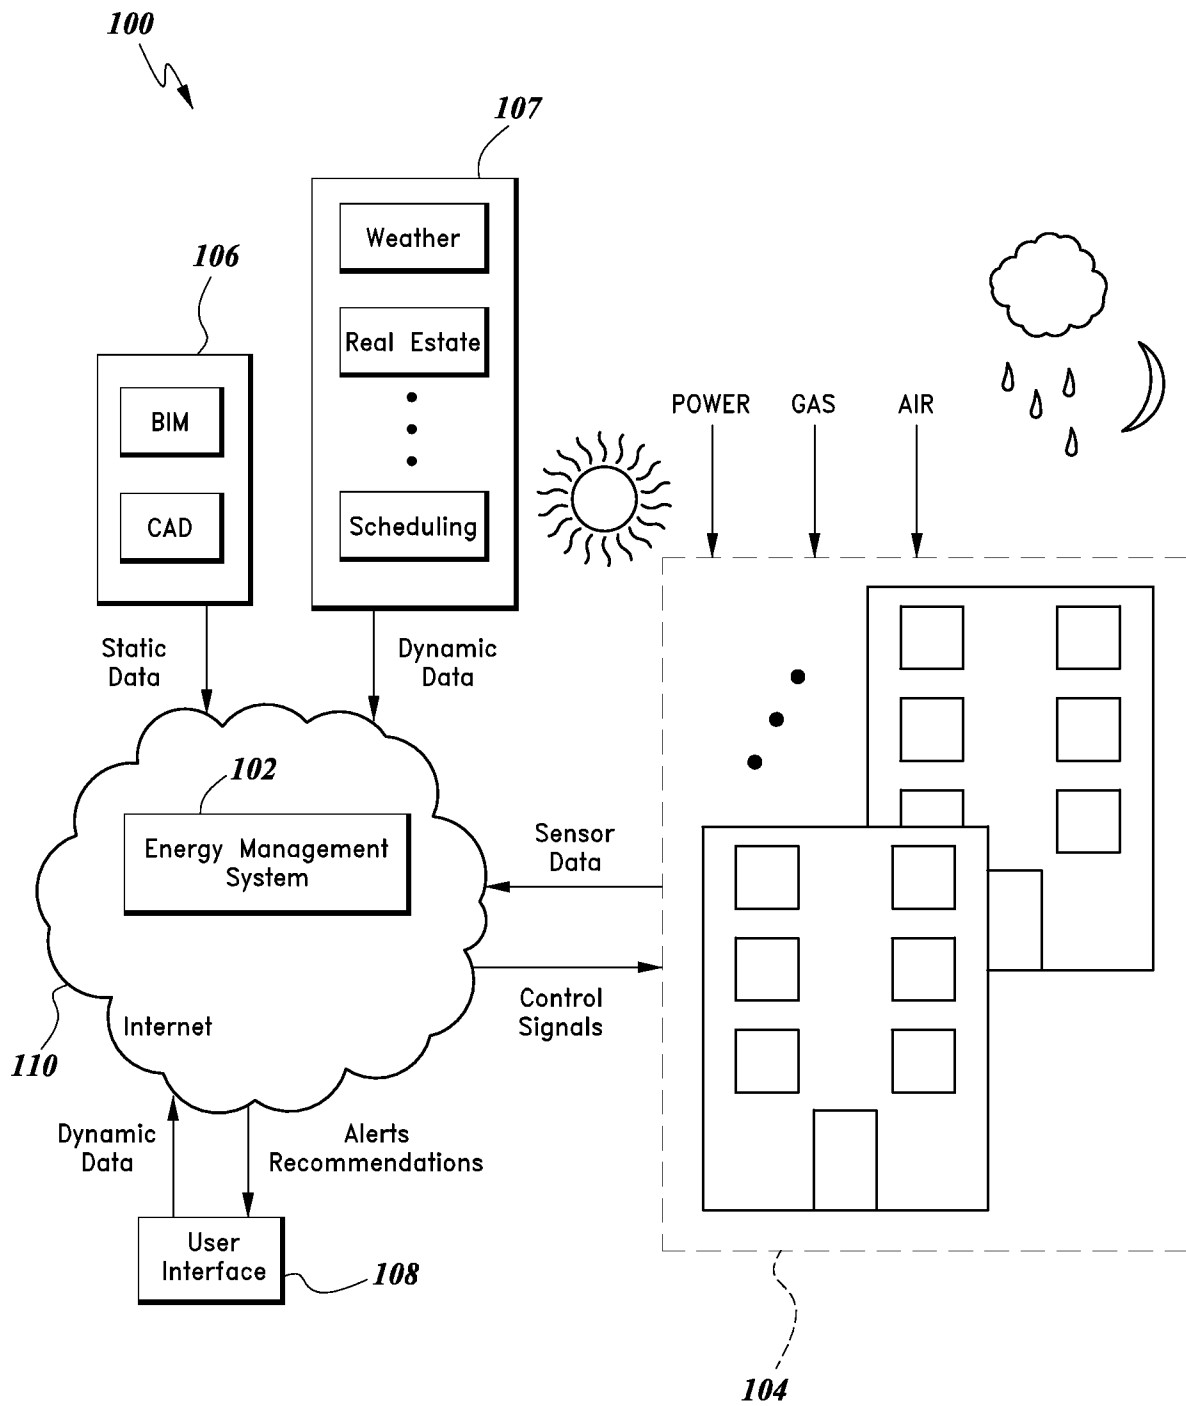 100
107
Weather
106
Real Estate
BIM
POWER
GAS
AIR
CAD
Scheduling
Static
Data
Dynamic
Data
102
Energy Management
System
Sensor
Data
Control
Signals
Internet
110
Dynamic
Data
Alerts
Recommendations
User
Interface
108
104